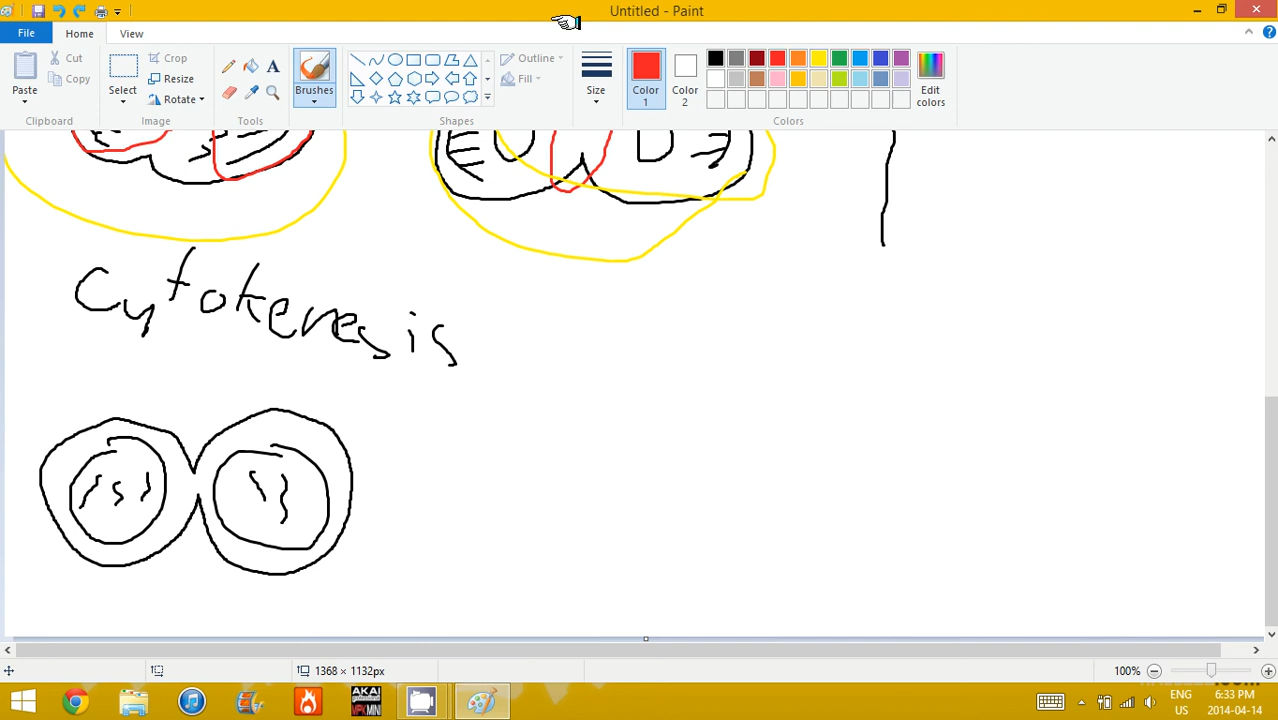 Untitled - Paint
File Home View
Paste
Cut
Copy
Clipboard
Select
Crop
Resize
Rotate
Image
A
Tools
Brushes
Shapes
Outline
Fill
Size
Color 1
Color 2
Edit colors
Colors
Cytokenesis
1368 × 1132px
100%
AKAI
ENG
US
6:33 PM
2014-04-14